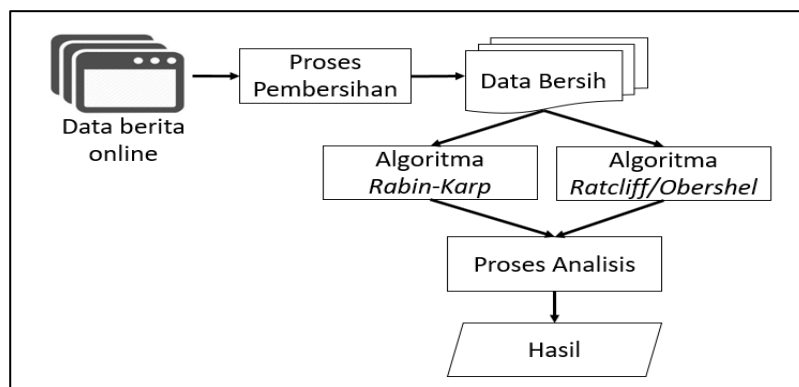 Data berita
online
Proses
Pembersihan
Data Bersih
Algoritma
Rabin-Karp
Algoritma
Ratcliff/Obershel
Proses Analisis
Hasil